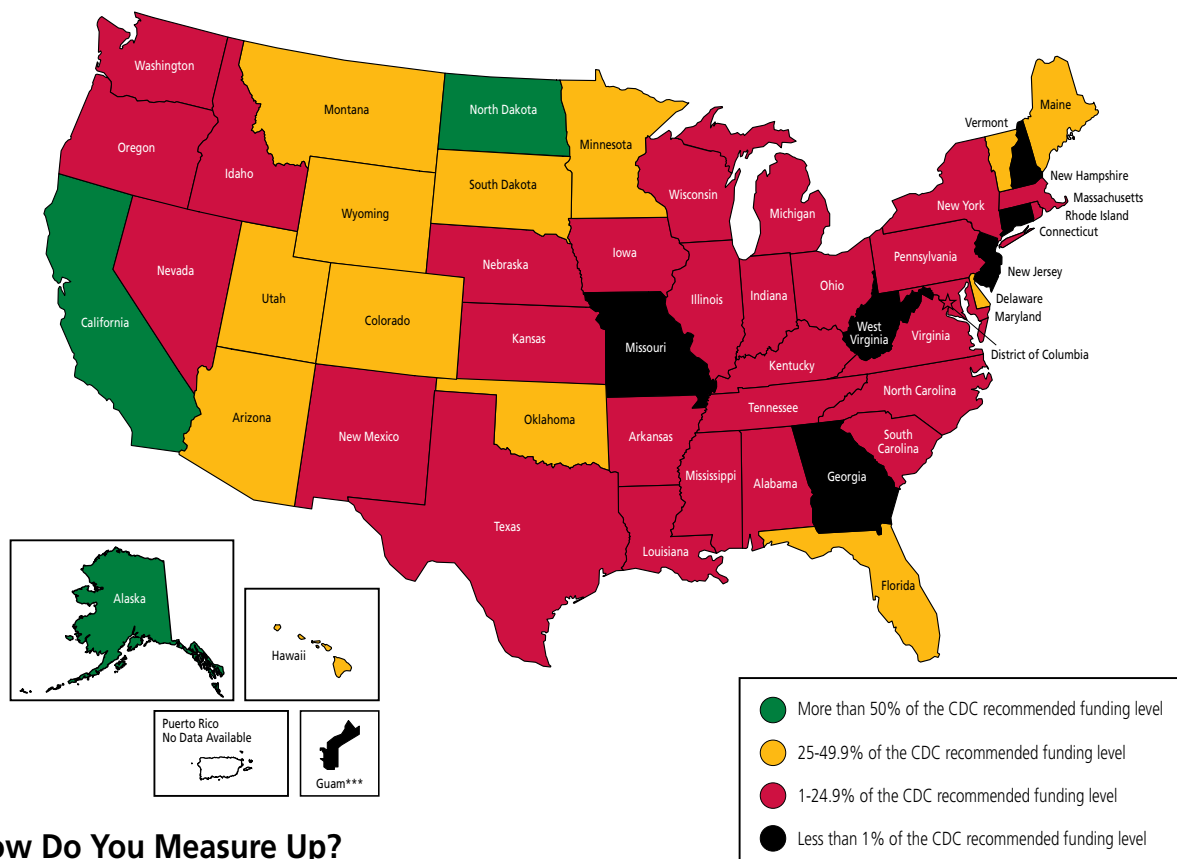 Washington
Montana
North Dakota
Minnesota
Maine
Vermont
Oregon
Idaho
South Dakota
Wisconsin
Michigan
New York
New Hampshire
Massachusetts
Rhode Island
Connecticut
Wyoming
Nebraska
Iowa
Pennsylvania
New Jersey
Nevada
Utah
Colorado
Illinois
Indiana
Ohio
Delaware
Maryland
California
Kansas
Missouri
West
Virginia
Virginia
District of Columbia
Kentucky
Arizona
New Mexico
Oklahoma
Arkansas
Tennessee
North Carolina
South
Carolina
Mississippi
Alabama
Georgia
Texas
Louisiana
Florida
Alaska
Hawaii
Puerto Rico
No Data Available
Guam***
More than 50% of the CDC recommended funding level
25-49.9% of the CDC recommended funding level
1-24.9% of the CDC recommended funding level
Less than 1% of the CDC recommended funding level
ow Do You Measure Up?